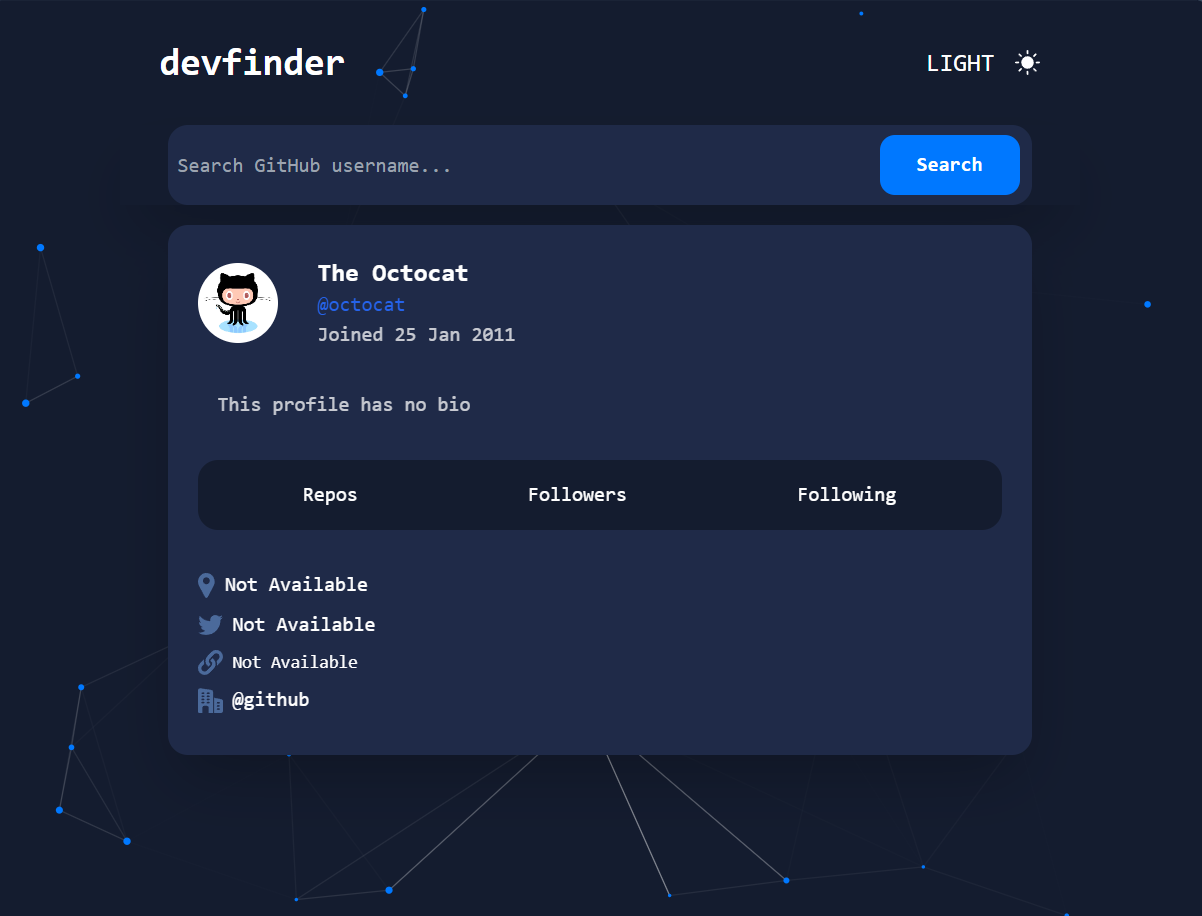 devfinder
LIGHT
Search GitHub username...
Search
The Octocat
@octocat
Joined 25 Jan 2011
This profile has no bio
Repos Followers Following
Not Available
Not Available
Not Available
@github